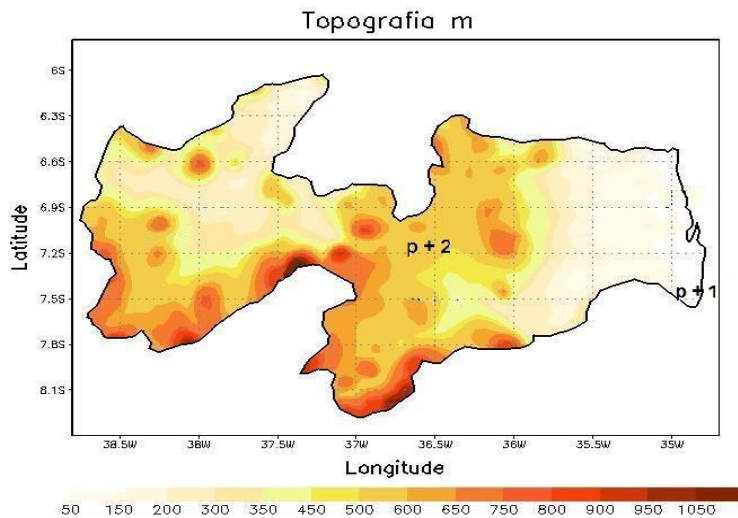 Topografia m
6S
6.3S
6.6S
6.9S
7.2S
7.5S
7.8S
8.1S
Latitude
p + 2
p + 1
38.5W 38W 37.5W 37W 36.5W 36W 35.5W 35W
Longitude
50 150 200 300 350 450 500 600 650 750 800 900 950 1050